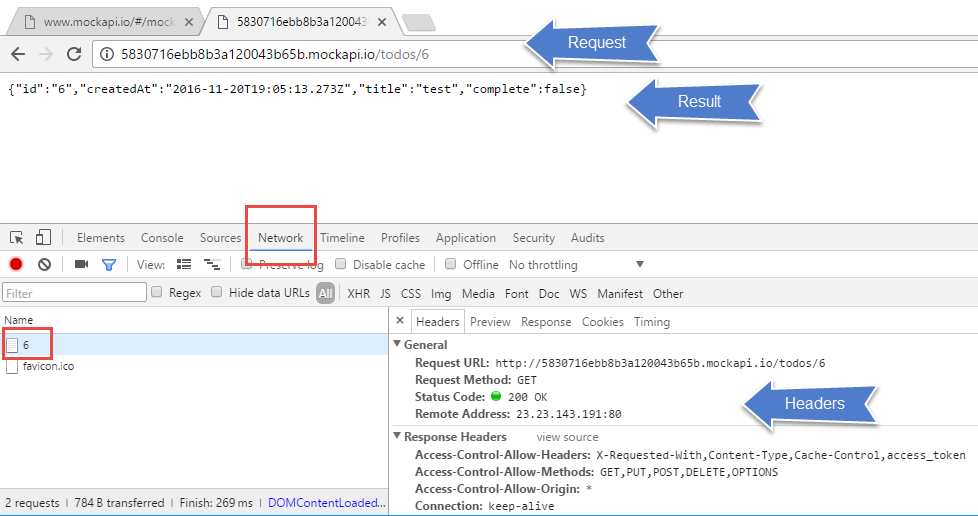 www.mockapi.io/#/mock
5830716ebb8b3a120043
5830716ebb8b3a120043b65b.mockapi.io/todos/6
Request
{"id":"6","createdAt":"2016-11-20T19:05:13.273Z","title":"test","complete":false}
Result
Elements Console Sources Network Timeline Profiles Application Security Audits
View: Preserve log Disable cache Offline No throttling
Filter Regex Hide data URLs All XHR JS CSS Img Media Font Doc WS Manifest Other
Name
Headers Preview Response Cookies Timing
6
favicon.ico
General
Request URL: http://5830716ebb8b3a120043b65b.mockapi.io/todos/6
Request Method: GET
Status Code: 200 OK
Remote Address: 23.23.143.191:80
Headers
Response Headers view source
Access-Control-Allow-Headers: X-Requested-With,Content-Type,Cache-Control,access_token
Access-Control-Allow-Methods: GET,PUT,POST,DELETE,OPTIONS
Access-Control-Allow-Origin: *
Connection: keep-alive
2 requests | 784 B transferred | Finish: 269 ms | DOMContentLoaded...